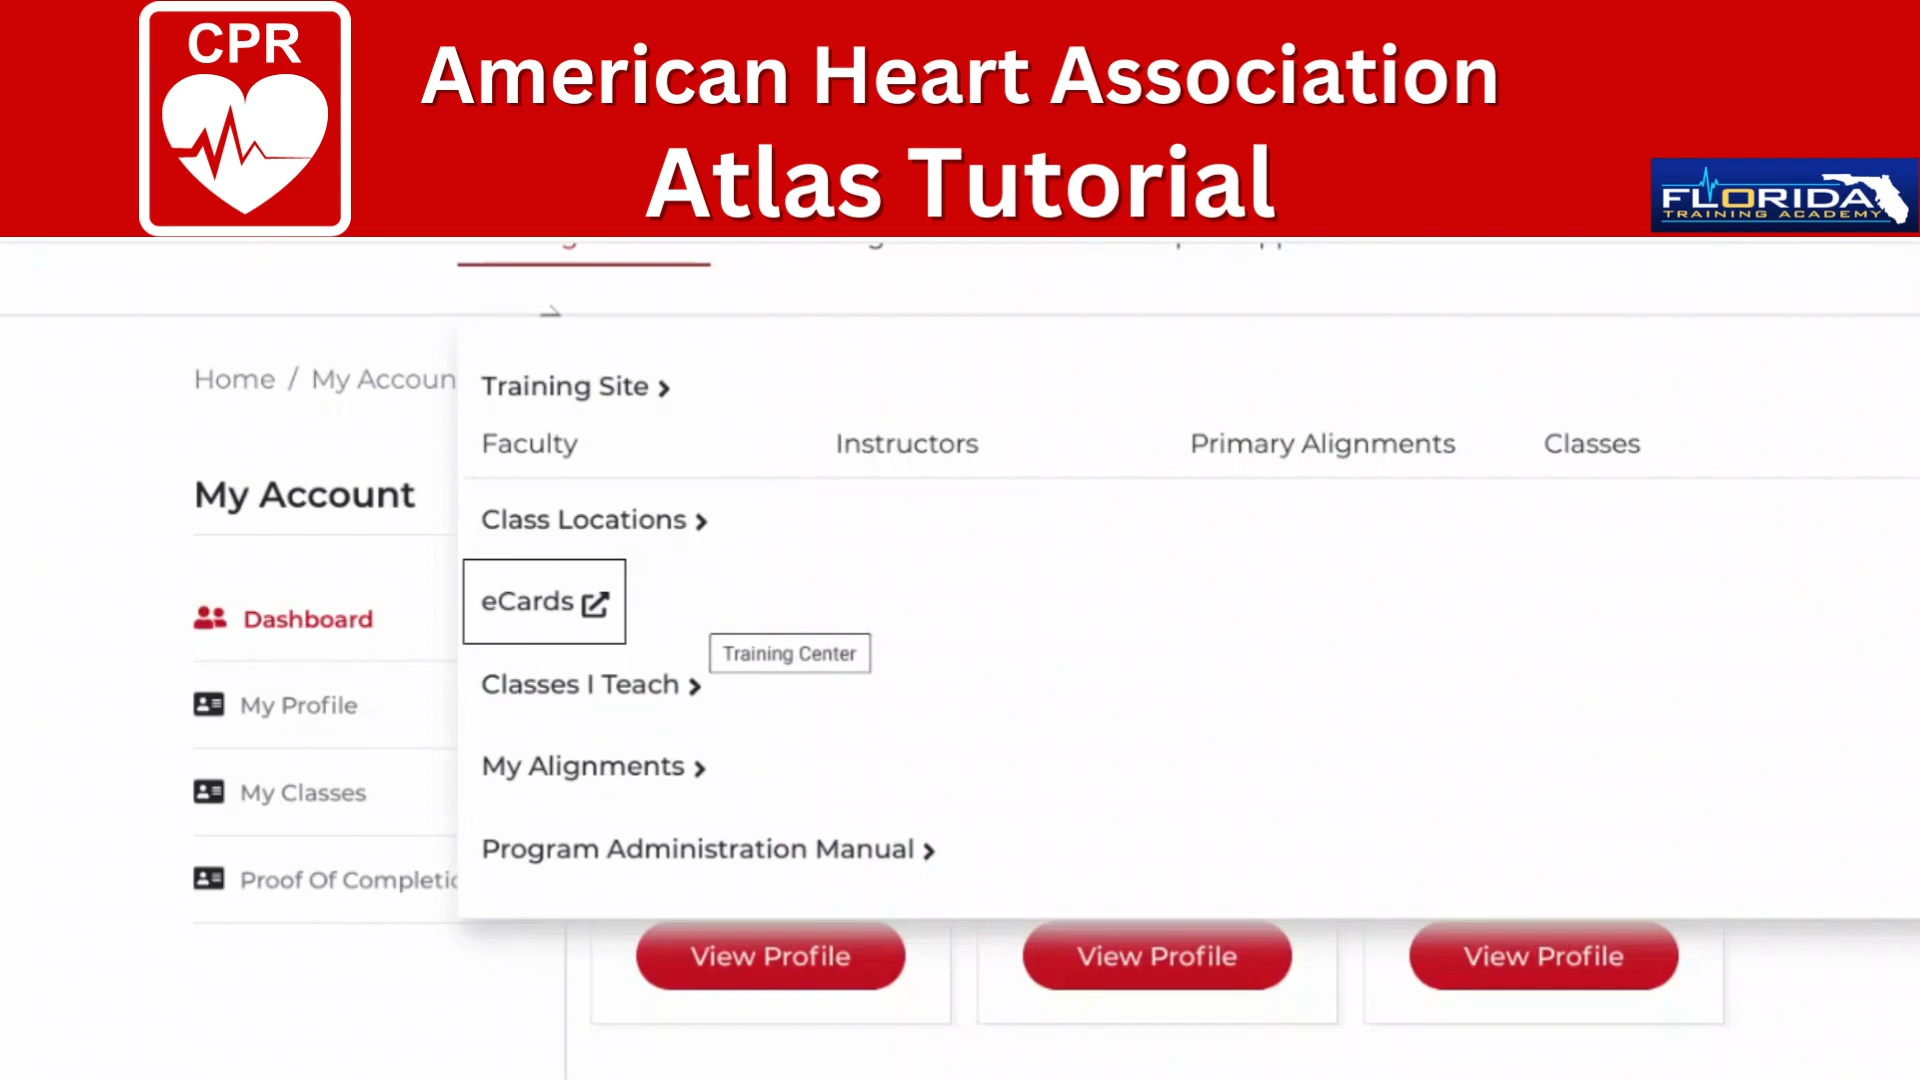 CPR
American Heart Association
Atlas Tutorial
FLORIDA
TRAINING ACADEMY
Home / My Accoun
Training Site
Faculty Instructors Primary Alignments Classes
My Account
Class Locations
eCards
Dashboard
Training Center
Classes I Teach
My Profile
My Alignments
My Classes
Program Administration Manual
Proof Of Completio
View Profile View Profile View Profile